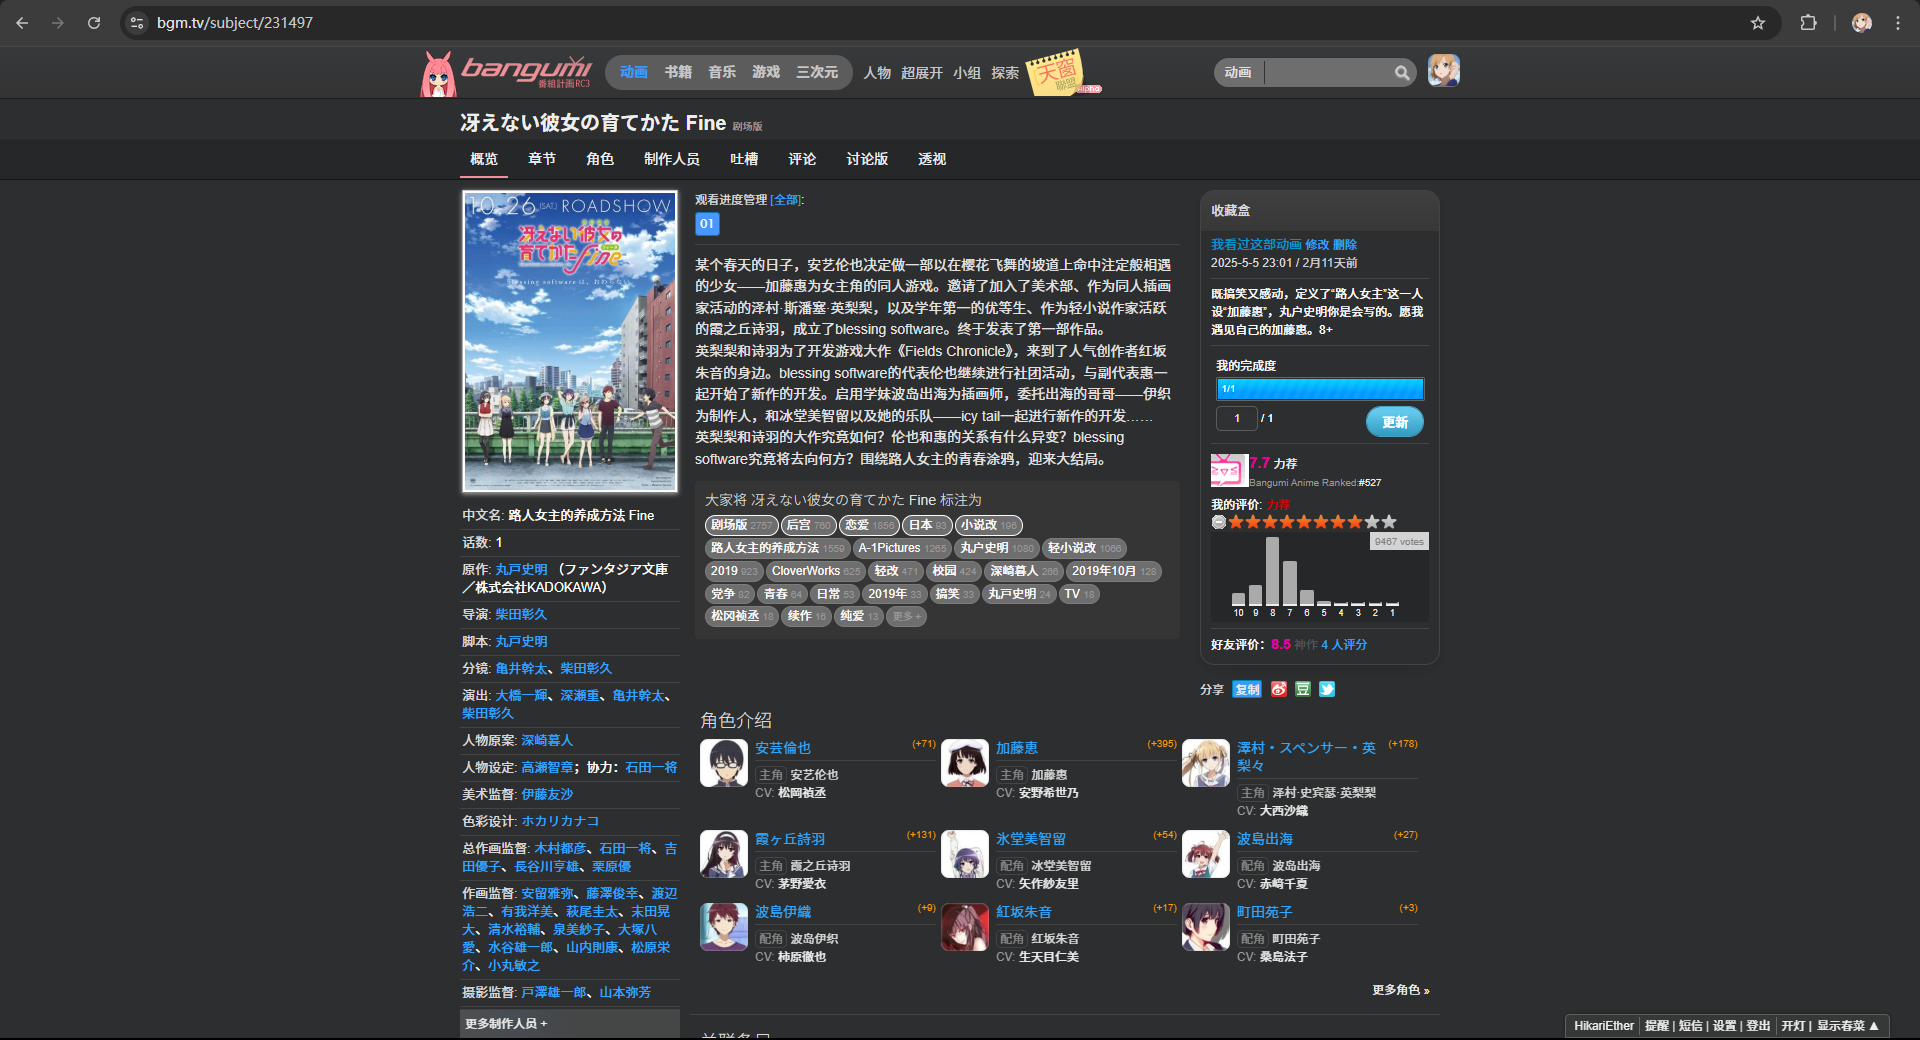 bgm.tv/subject/231497
bangumi
番組計画RC3
动画 书籍 音乐 游戏 三次元 人物 超展开 小组 探索
天窗
聯盟
alpha
动画
冴えない彼女の育てかた Fine 剧场版
概览 章节 角色 制作人员 吐槽 评论 讨论版 透视
10.26[SAT.] ROADSHOW
冴えない彼女の
育てかた Fine
blessing software は、おわらない
中文名: 路人女主的养成方法 Fine
话数: 1
原作: 丸戸史明 （ファンタジア文庫
／株式会社KADOKAWA）
导演: 柴田彰久
脚本: 丸戸史明
分镜: 亀井幹太、柴田彰久
演出: 大橋一輝、深瀬重、亀井幹太、
柴田彰久
人物原案: 深崎暮人
人物设定: 高瀬智章；协力：石田一将
美术监督: 伊藤友沙
色彩设计: ホカリカナコ
总作画监督: 木村都彦、石田一将、吉
田優子、長谷川亨雄、栗原優
作画监督: 安留雅弥、藤澤俊幸、渡辺
浩二、有我洋美、萩尾圭太、末田晃
大、清水裕輔、泉美紗子、大塚八
愛、水谷雄一郎、山内則康、松原栄
介、小丸敏之
摄影监督: 戸澤雄一郎、山本弥芳
更多制作人员 +
观看进度管理 [全部]:
01
某个春天的日子，安艺伦也决定做一部以在樱花飞舞的坡道上命中注定般相遇
的少女——加藤惠为女主角的同人游戏。邀请了加入了美术部、作为同人插画
家活动的泽村·斯潘塞·英梨梨，以及学年第一的优等生、作为轻小说作家活跃
的霞之丘诗羽，成立了blessing software。终于发表了第一部作品。
英梨梨和诗羽为了开发游戏大作《Fields Chronicle》，来到了人气创作者红坂
朱音的身边。blessing software的代表伦也继续进行社团活动，与副代表惠一
起开始了新作的开发。启用学妹波岛出海为插画师，委托出海的哥哥——伊织
为制作人，和冰堂美智留以及她的乐队——icy tail一起进行新作的开发……
英梨梨和诗羽的大作究竟如何？伦也和惠的关系有什么异变？blessing
software究竟将去向何方？围绕路人女主的青春涂鸦，迎来大结局。
大家将 冴えない彼女の育てかた Fine 标注为
剧场版 2757 后宫 760 恋爱 1856 日本 93 小说改 196
路人女主的养成方法 1559 A-1Pictures 1265 丸户史明 1080 轻小说改 1066
2019 923 CloverWorks 625 轻改 471 校园 424 深崎暮人 266 2019年10月 128
党争 82 青春 64 日常 53 2019年 33 搞笑 33 丸戸史明 24 TV 18
松冈祯丞 18 续作 16 纯爱 13 更多 +
收藏盒
我看过这部动画 修改 删除
2025-5-5 23:01 / 2月11天前
既搞笑又感动，定义了“路人女主”这一人
设“加藤惠”，丸户史明你是会写的。愿我
遇见自己的加藤惠。8+
我的完成度
1/1
1 / 1
更新
7.7 力荐
Bangumi Anime Ranked:#527
我的评价: 力荐
9467 votes
10 9 8 7 6 5 4 3 2 1
好友评价： 8.5 神作 4 人评分
分享 复制
角色介绍
安芸倫也 (+71)
主角 安艺伦也
CV: 松岡禎丞
加藤恵 (+395)
主角 加藤惠
CV: 安野希世乃
澤村・スペンサー・英 (+178)
梨々
主角 泽村·史宾瑟·英梨梨
CV: 大西沙織
霞ヶ丘詩羽 (+131)
主角 霞之丘诗羽
CV: 茅野愛衣
氷堂美智留 (+54)
配角 冰堂美智留
CV: 矢作紗友里
波島出海 (+27)
配角 波岛出海
CV: 赤﨑千夏
波島伊織 (+9)
配角 波岛伊织
CV: 柿原徹也
紅坂朱音 (+17)
配角 红坂朱音
CV: 生天目仁美
町田苑子 (+3)
配角 町田苑子
CV: 桑島法子
更多角色 »
HikariEther | 提醒 | 短信 | 设置 | 登出 | 开灯 | 显示春菜 ▲